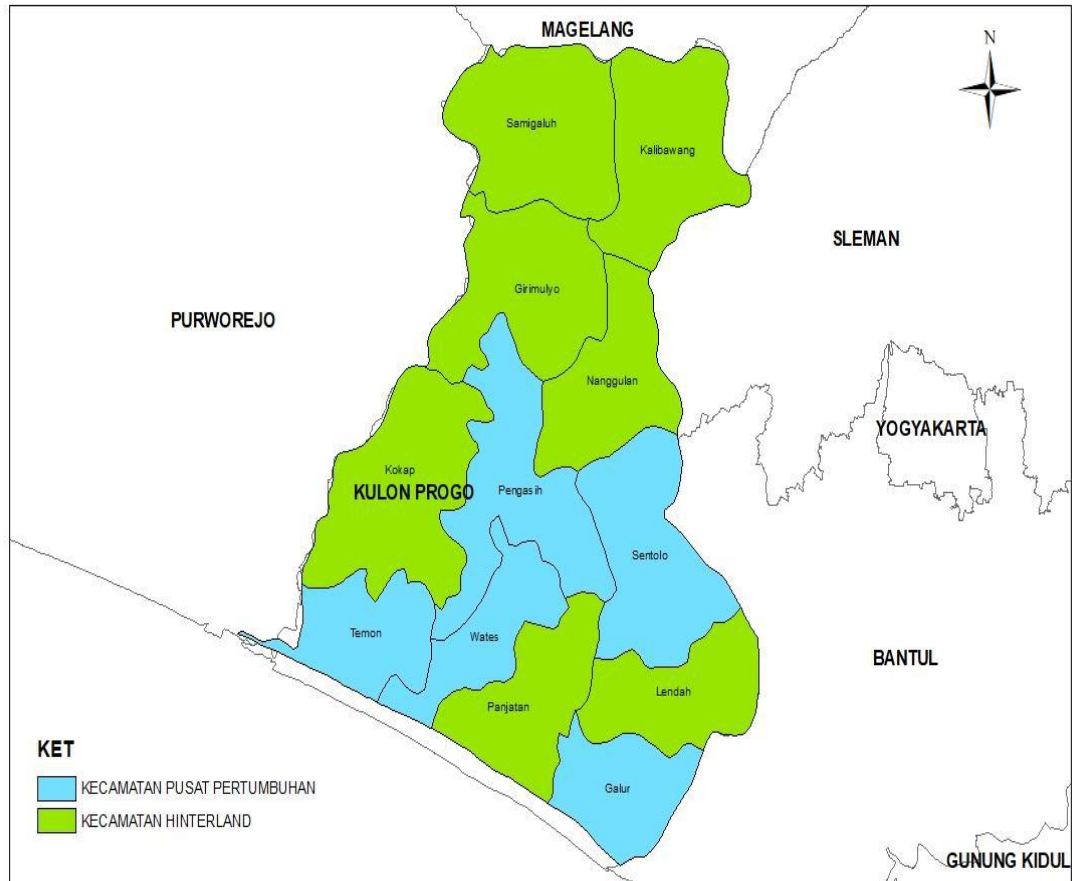 MAGELANG
N
Samigaluh
Kalibawang
SLEMAN
Girimulyo
PURWOREJO
Nanggulan
YOGYAKARTA
Kokap
KULON PROGO
Pengasih
Sentolo
Temon
Wates
BANTUL
Lendah
Panjatan
KET
Galur
KECAMATAN PUSAT PERTUMBUHAN
KECAMATAN HINTERLAND
GUNUNG KIDUL